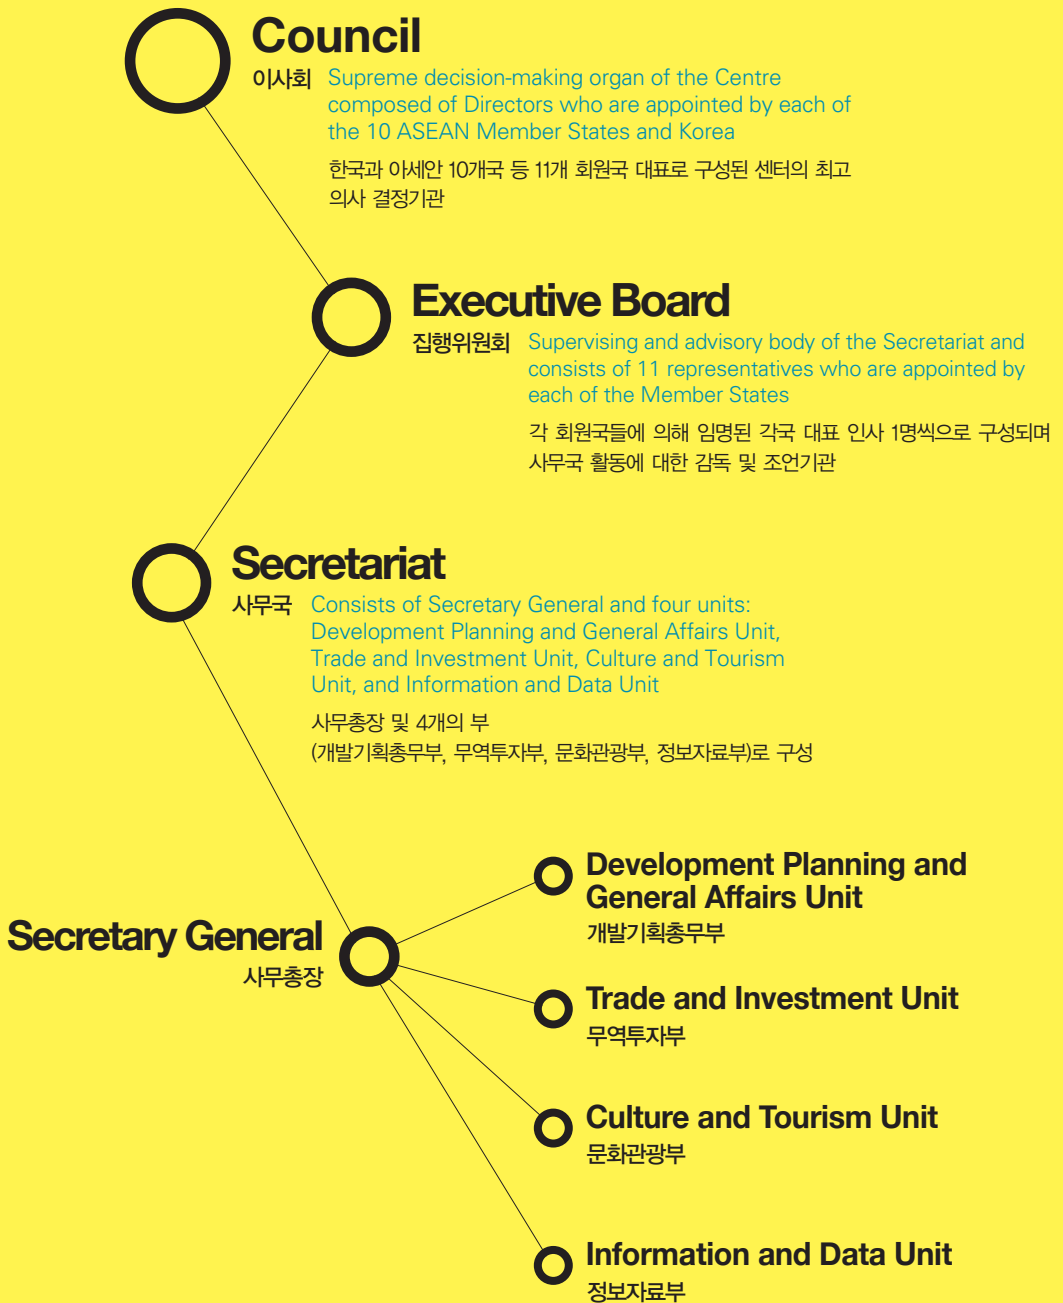 Council
이사회 Supreme decision-making organ of the Centre
composed of Directors who are appointed by each of
the 10 ASEAN Member States and Korea
한국과 아세안 10개국 등 11개 회원국 대표로 구성된 센터의 최고
의사 결정기관
Executive Board
집행위원회 Supervising and advisory body of the Secretariat and
consists of 11 representatives who are appointed by
each of the Member States
각 회원국들에 의해 임명된 각국 대표 인사 1명씩으로 구성되며
사무국 활동에 대한 감독 및 조언기관
Secretariat
사무국 Consists of Secretary General and four units:
Development Planning and General Affairs Unit,
Trade and Investment Unit, Culture and Tourism
Unit, and Information and Data Unit
사무총장 및 4개의 부
(개발기획총무부, 무역투자부, 문화관광부, 정보자료부)로 구성
Secretary General
사무총장
Development Planning and
General Affairs Unit
개발기획총무부
Trade and Investment Unit
무역투자부
Culture and Tourism Unit
문화관광부
Information and Data Unit
정보자료부